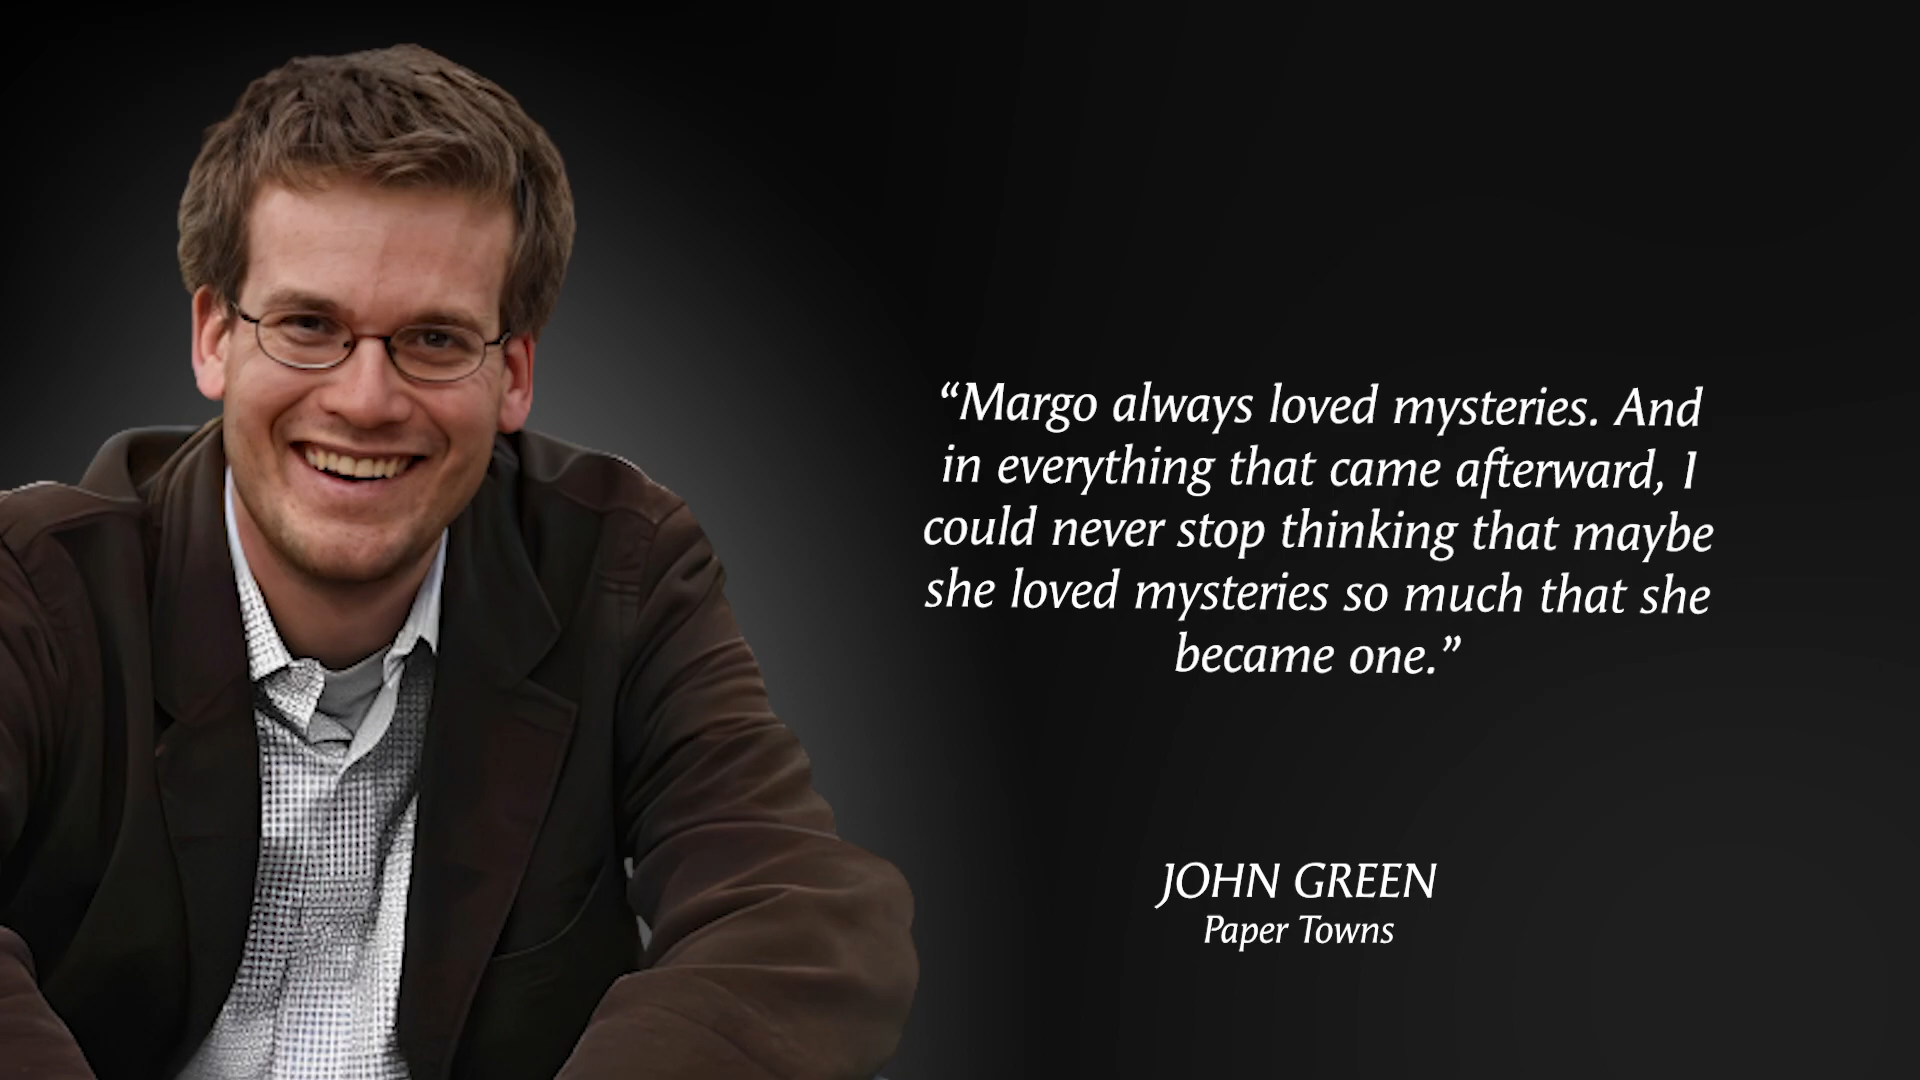 “Margo always loved mysteries. And
in everything that came afterward, I
could never stop thinking that maybe
she loved mysteries so much that she
became one.”
JOHN GREEN
Paper Towns